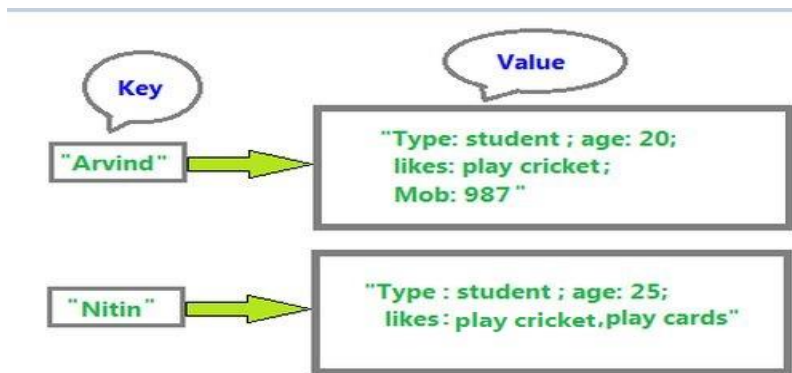 Key
Value
"Arvind"
"Type: student ; age: 20;
likes: play cricket;
Mob: 987 "
"Nitin"
"Type : student ; age: 25;
likes: play cricket,play cards"